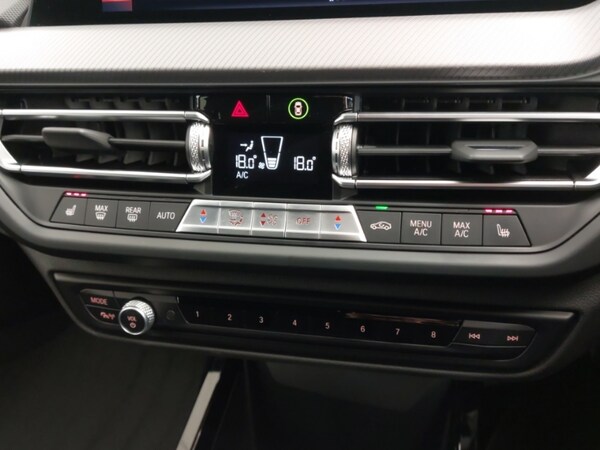 18.0° 18.0°
A/C
MAX REAR AUTO OFF MENU A/C MAX A/C
MODE
VOL 1 2 3 4 5 6 7 8